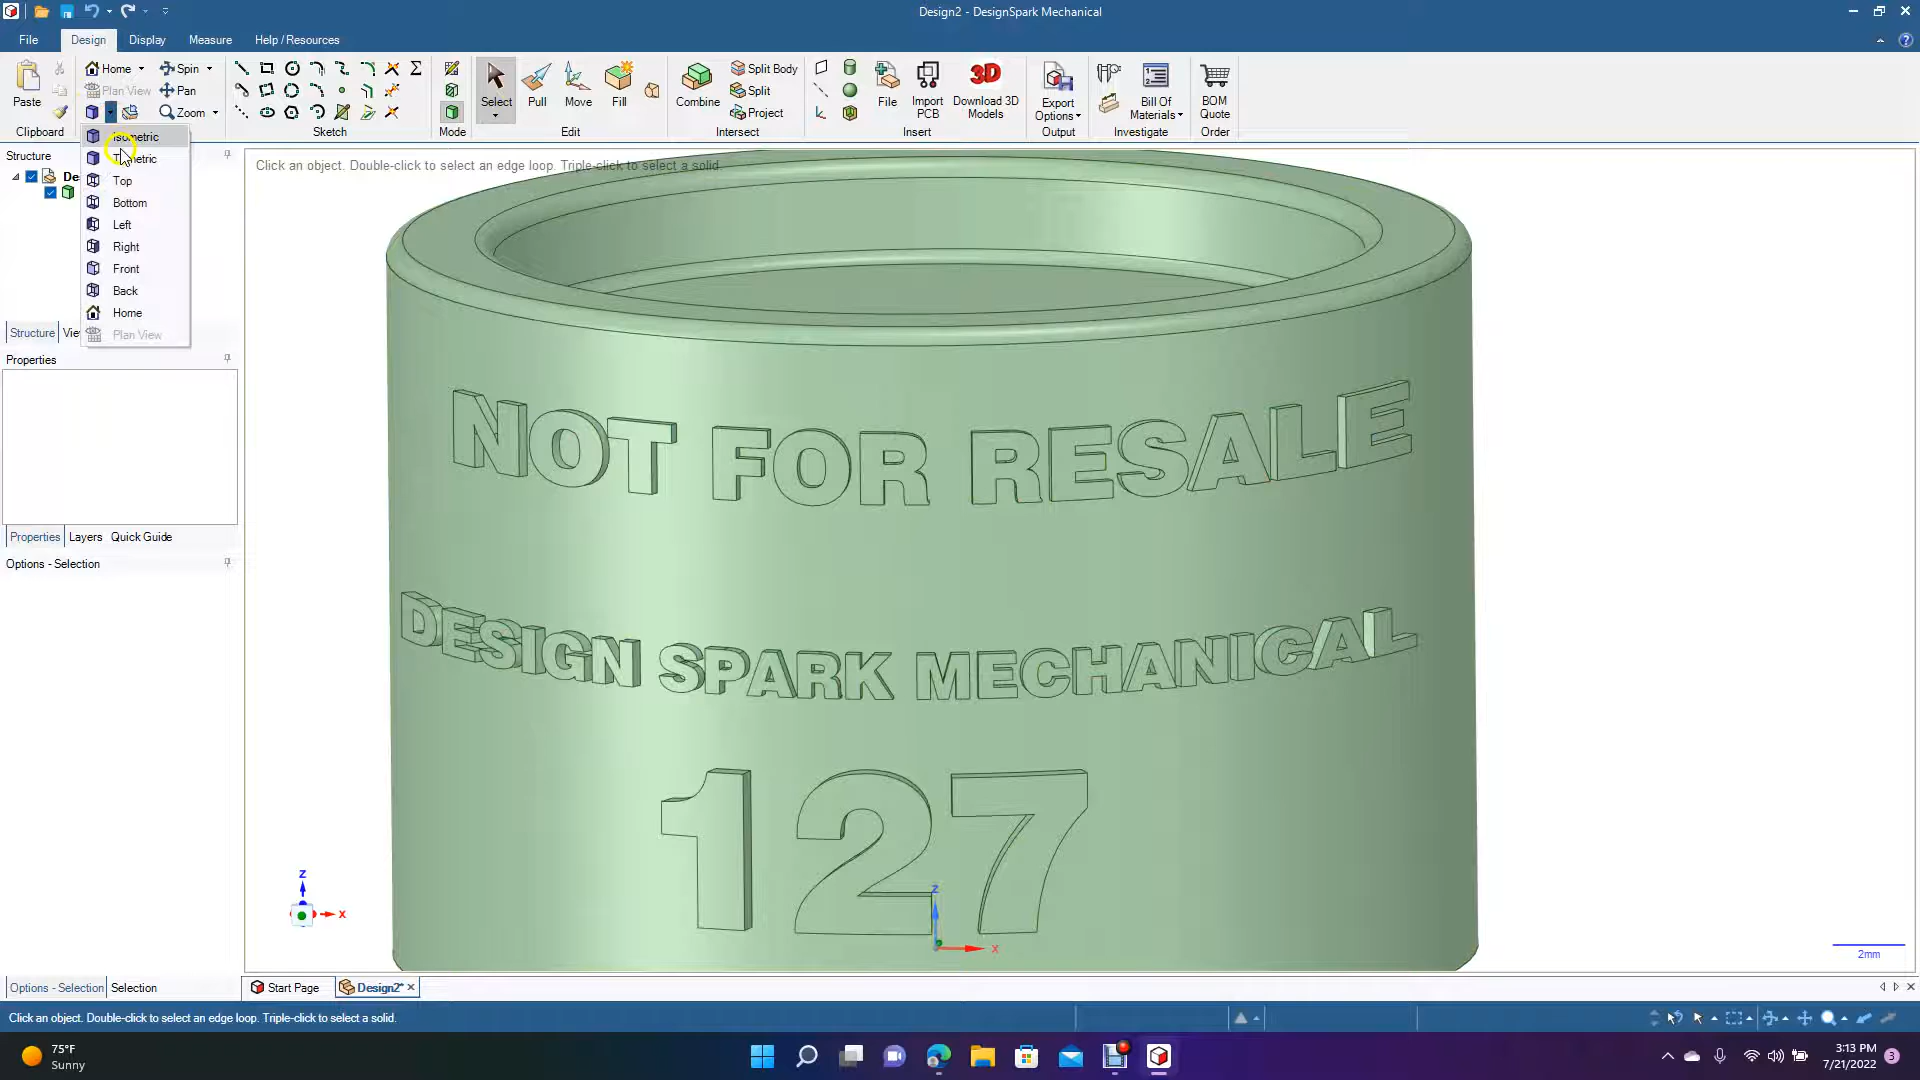 Design2 - DesignSpark Mechanical
File Design Display Measure Help / Resources
Home Spin
Plan View Pan
Zoom
Paste
Select Pull Move Fill
Combine
Split Body
Split
Project
File Import PCB Download 3D Models
Export Options
Bill Of Materials
BOM Quote
Clipboard Sketch Mode Edit Intersect Insert Output Investigate Order
Isometric
Trimetric
Top
Bottom
Left
Right
Front
Back
Home
Plan View
Structure
De
Structure Vie
Properties
Properties Layers Quick Guide
Options - Selection
Click an object. Double-click to select an edge loop. Triple-click to select a solid.
NOT FOR RESALE
DESIGN SPARK MECHANICAL
127
Z
X
Z
X
2mm
Options - Selection Selection
Start Page Design2*
Click an object. Double-click to select an edge loop. Triple-click to select a solid.
75°F
Sunny
3:13 PM
7/21/2022
3